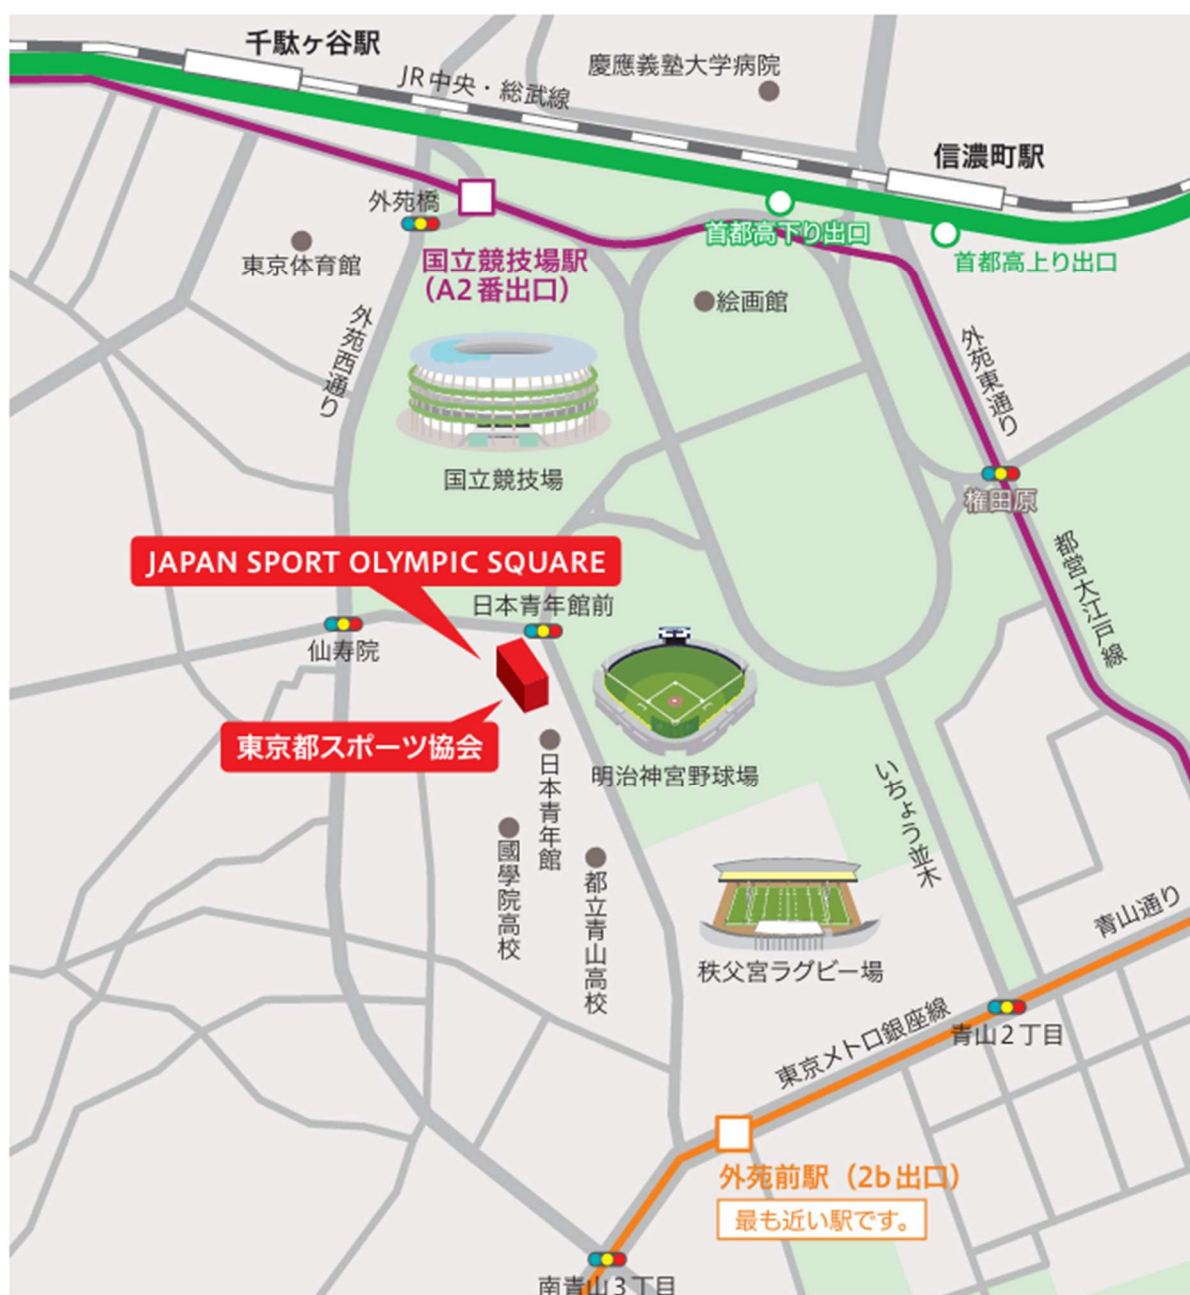 千駄ヶ谷駅
JR中央・総武線
慶應義塾大学病院
信濃町駅
外苑橋
首都高下り出口
首都高上り出口
東京体育館
国立競技場駅
（A2番出口）
絵画館
外苑西通り
外苑東通り
国立競技場
権田原
JAPAN SPORT OLYMPIC SQUARE
日本青年館前
都営大江戸線
仙寿院
東京都スポーツ協会
日本青年館
明治神宮野球場
いちょう並木
國學院高校
都立青山高校
青山通り
秩父宮ラグビー場
東京メトロ銀座線
青山2丁目
外苑前駅（2b出口）
最も近い駅です。
南青山3丁目